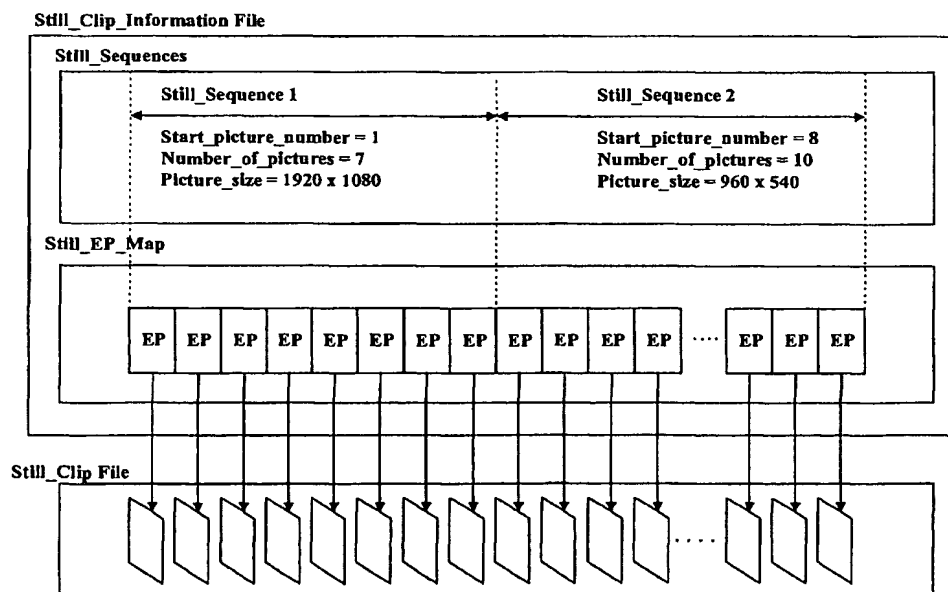 Still_Clip_Information File
Still_Sequences
Still_Sequence 1
Still_Sequence 2
Start_picture_number = 1
Number_of_pictures = 7
Picture_size = 1920 x 1080
Start_picture_number = 8
Number_of_pictures = 10
Picture_size = 960 x 540
Still_EP_Map
EP EP EP EP EP EP EP EP EP EP EP EP ···· EP EP EP
Still_Clip File
·····